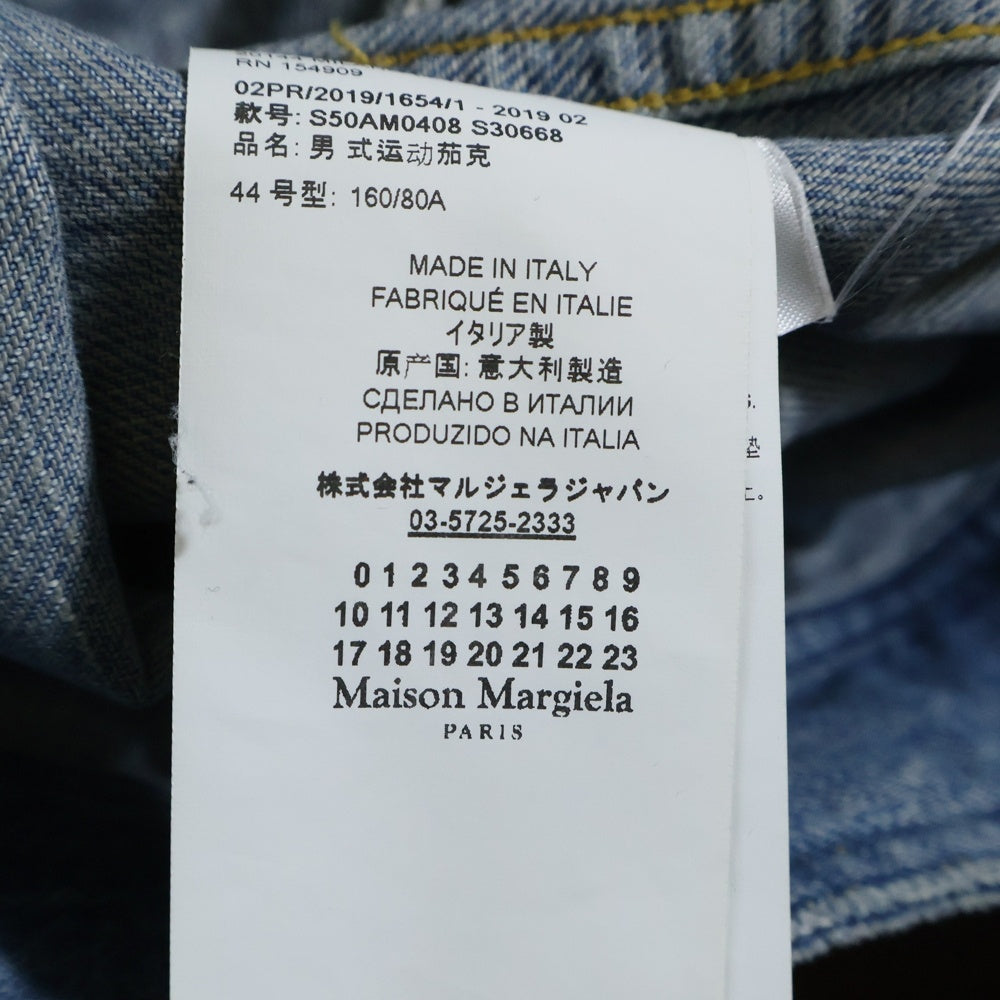 RN 154909
02PR/2019/1654/1 - 2019 02
款号: S50AM0408 S30668
品名: 男 式运动茄克
44 号型: 160/80A
MADE IN ITALY
FABRIQUÉ EN ITALIE
イタリア製
原产国: 意大利製造
СДЕЛАНО В ИТАЛИИ
PRODUZIDO NA ITALIA
株式会社マルジェラジャパン
03-5725-2333
0 1 2 3 4 5 6 7 8 9
10 11 12 13 14 15 16
17 18 19 20 21 22 23
Maison Margiela
PARIS